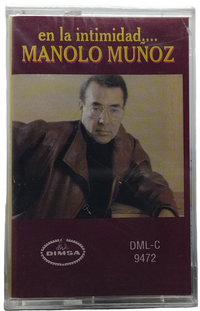 en la intimidad....
MANOLO MUÑOZ
DIMSA
DML-C
9472